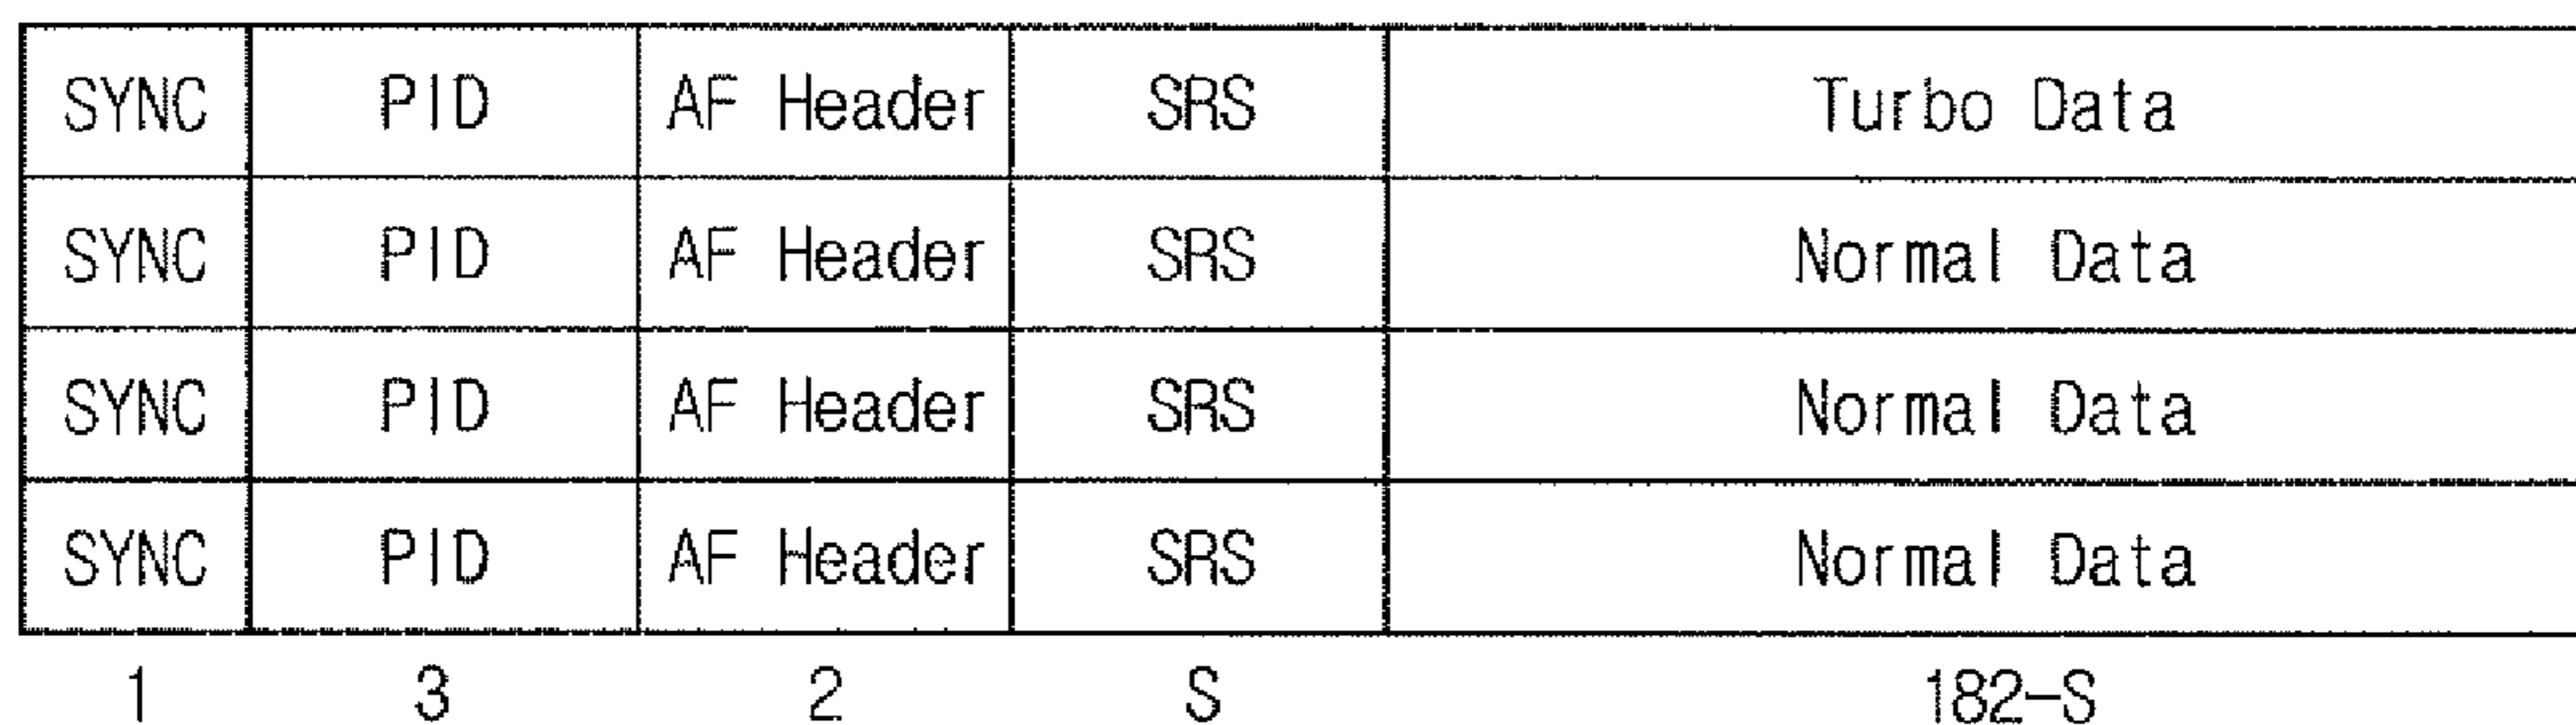 SYNC PID AF Header SRS Turbo Data
SYNC PID AF Header SRS Normal Data
SYNC PID AF Header SRS Normal Data
SYNC PID AF Header SRS Normal Data
1 3 2 S 182-S